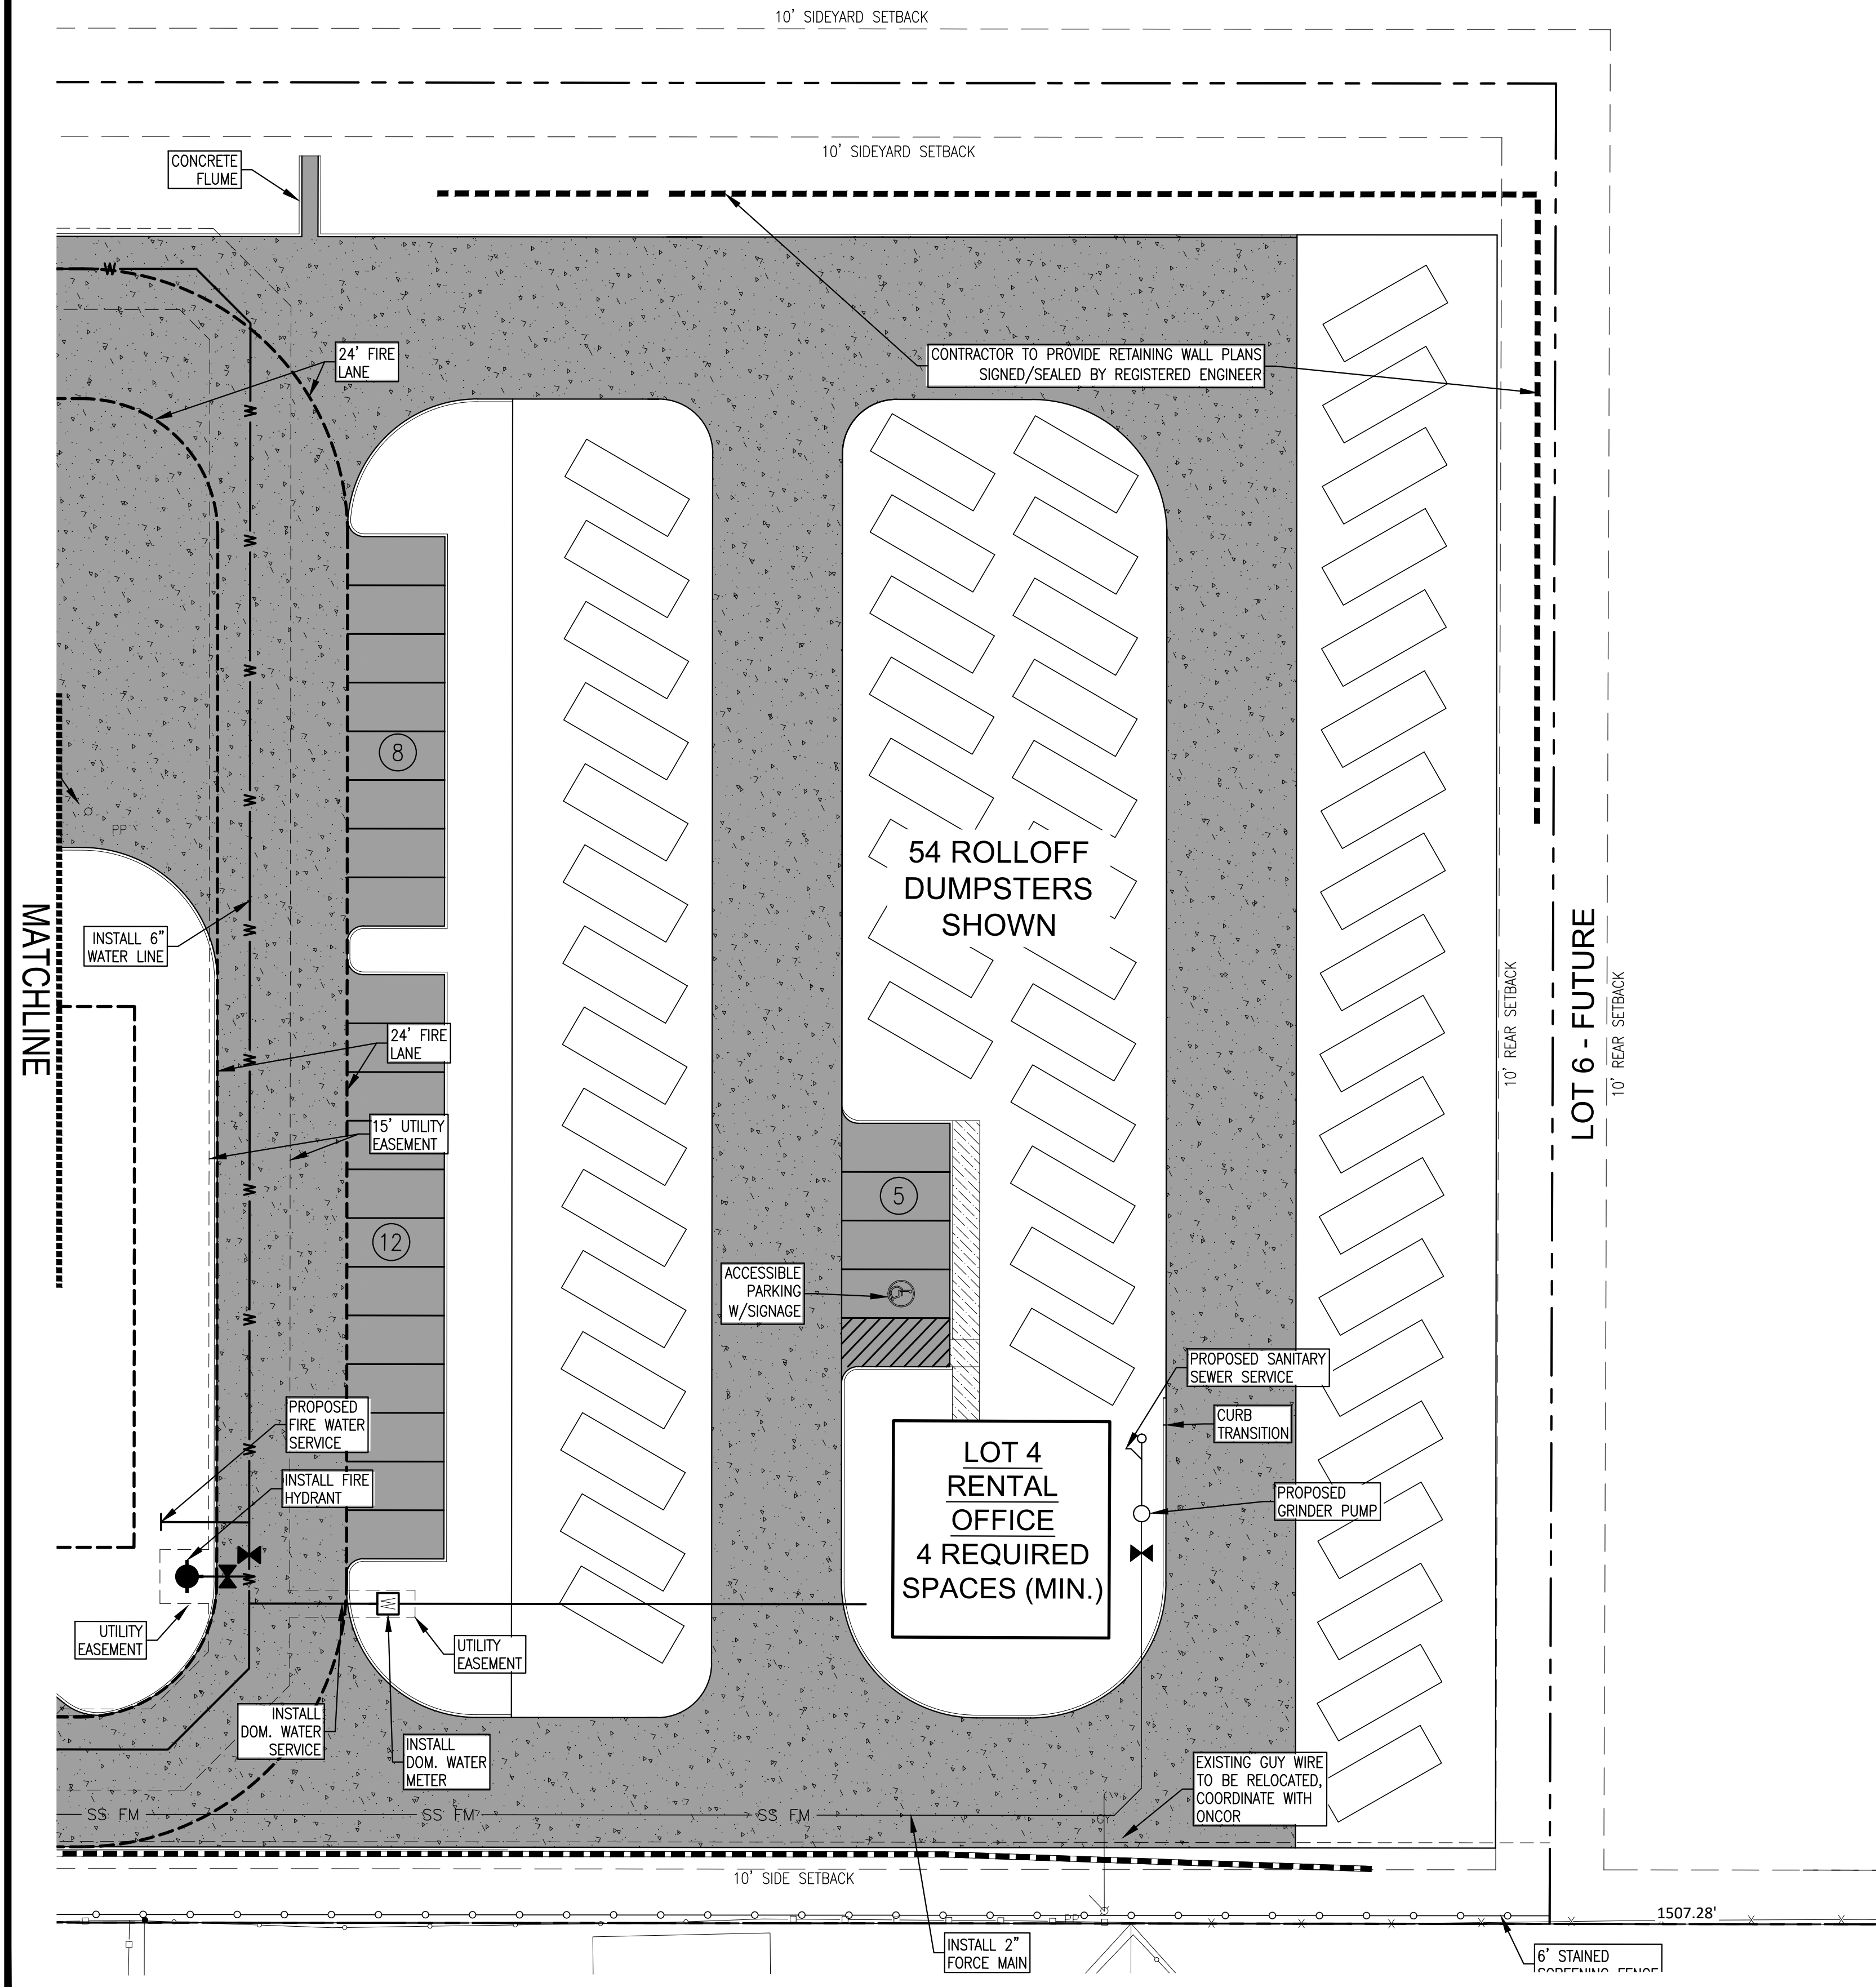 10' SIDEYARD SETBACK
10' SIDEYARD SETBACK
CONCRETE
FLUME
W
24' FIRE
LANE
CONTRACTOR TO PROVIDE RETAINING WALL PLANS
SIGNED/SEALED BY REGISTERED ENGINEER
W
W
W
8
W
PP
54 ROLLOFF
DUMPSTERS
SHOWN
MATCHLINE
INSTALL 6"
WATER LINE
W
LOT 6 - FUTURE
10' REAR SETBACK
10' REAR SETBACK
24' FIRE
LANE
W
15' UTILITY
EASEMENT
W
5
12
ACCESSIBLE
PARKING
W/SIGNAGE
W
PROPOSED SANITARY
SEWER SERVICE
PROPOSED
FIRE WATER
SERVICE
CURB
TRANSITION
W
LOT 4
RENTAL
OFFICE
4 REQUIRED
SPACES (MIN.)
INSTALL FIRE
HYDRANT
PROPOSED
GRINDER PUMP
W
UTILITY
EASEMENT
UTILITY
EASEMENT
INSTALL
DOM. WATER
SERVICE
INSTALL
DOM. WATER
METER
EXISTING GUY WIRE
TO BE RELOCATED,
COORDINATE WITH
ONCOR
SS FM
SS FM
SS FM
GY
10' SIDE SETBACK
PP
1507.28'
INSTALL 2"
FORCE MAIN
6' STAINED
SCREENING FENCE